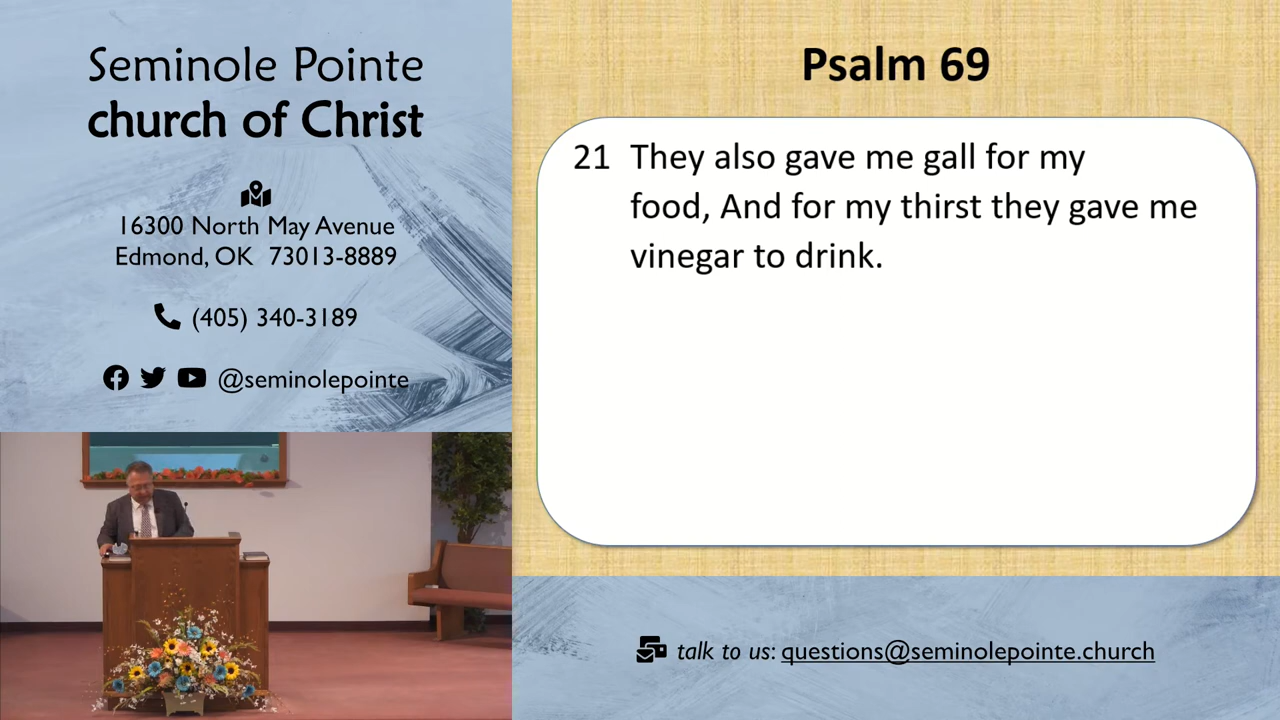 Seminole Pointe
church of Christ
16300 North May Avenue
Edmond, OK 73013-8889
(405) 340-3189
@seminolepointe
Psalm 69
21 They also gave me gall for my
food, And for my thirst they gave me
vinegar to drink.
talk to us: questions@seminolepointe.church